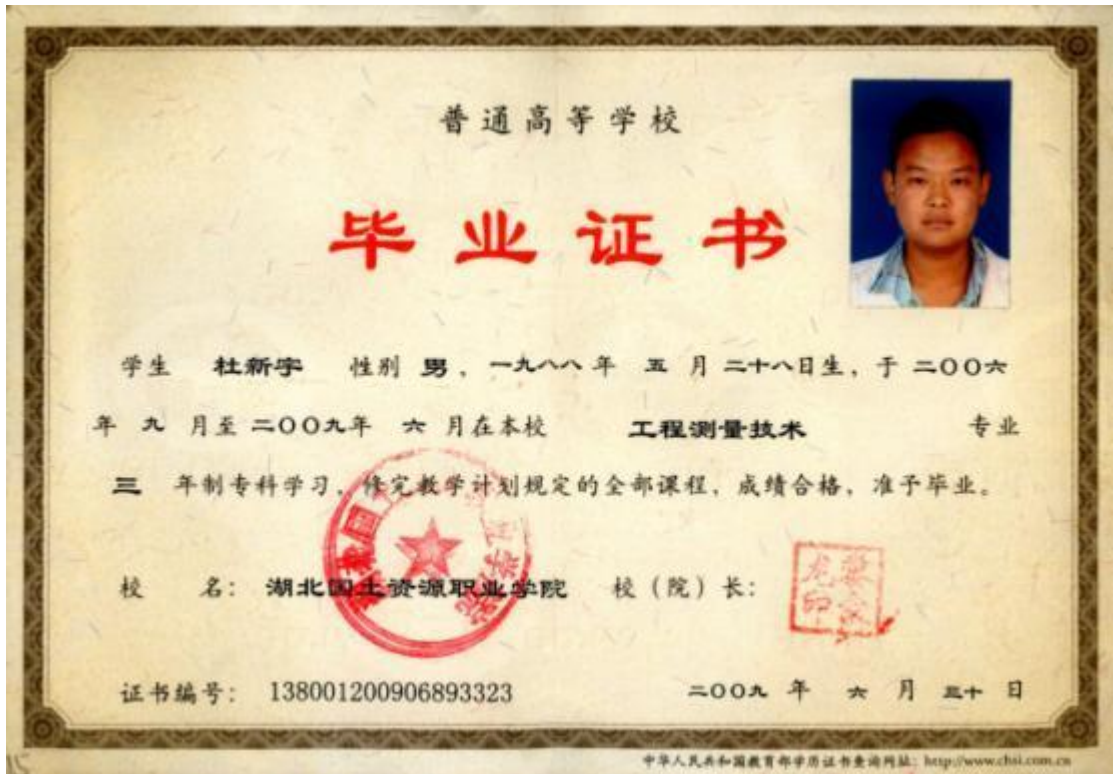 普通高等学校
毕业证书
学生 杜新宇 性别 男，一九八八年 五 月 二十八日生，于 二〇〇六
年 九 月至 二〇〇九年 六 月在本校 工程测量技术 专业
三 年制专科学习，修完教学计划规定的全部课程，成绩合格，准予毕业。
校 名：湖北国土资源职业学院 校（院）长：
证书编号：138001200906893323 二〇〇九 年 六 月 三十 日
中华人民共和国教育部学历证书查询网址：http://www.chsi.com.cn